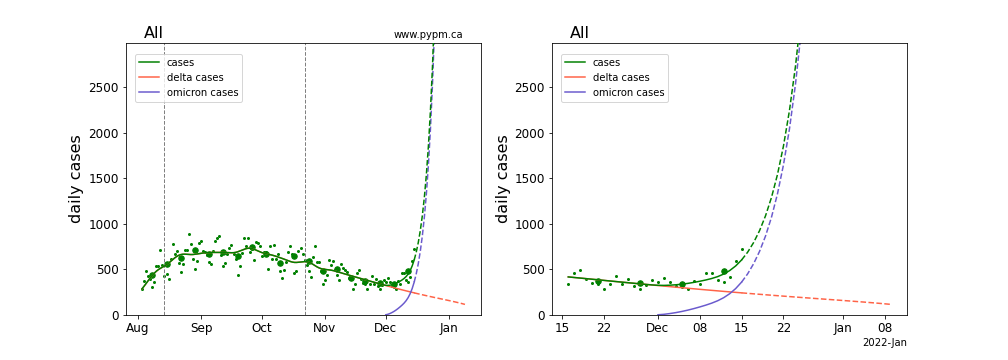 All
www.pypm.ca
cases
delta cases
omicron cases
daily cases
2500
2000
1500
1000
500
0
Aug Sep Oct Nov Dec Jan
All
cases
delta cases
omicron cases
daily cases
2500
2000
1500
1000
500
0
15 22 Dec 08 15 22 Jan 08
2022-Jan